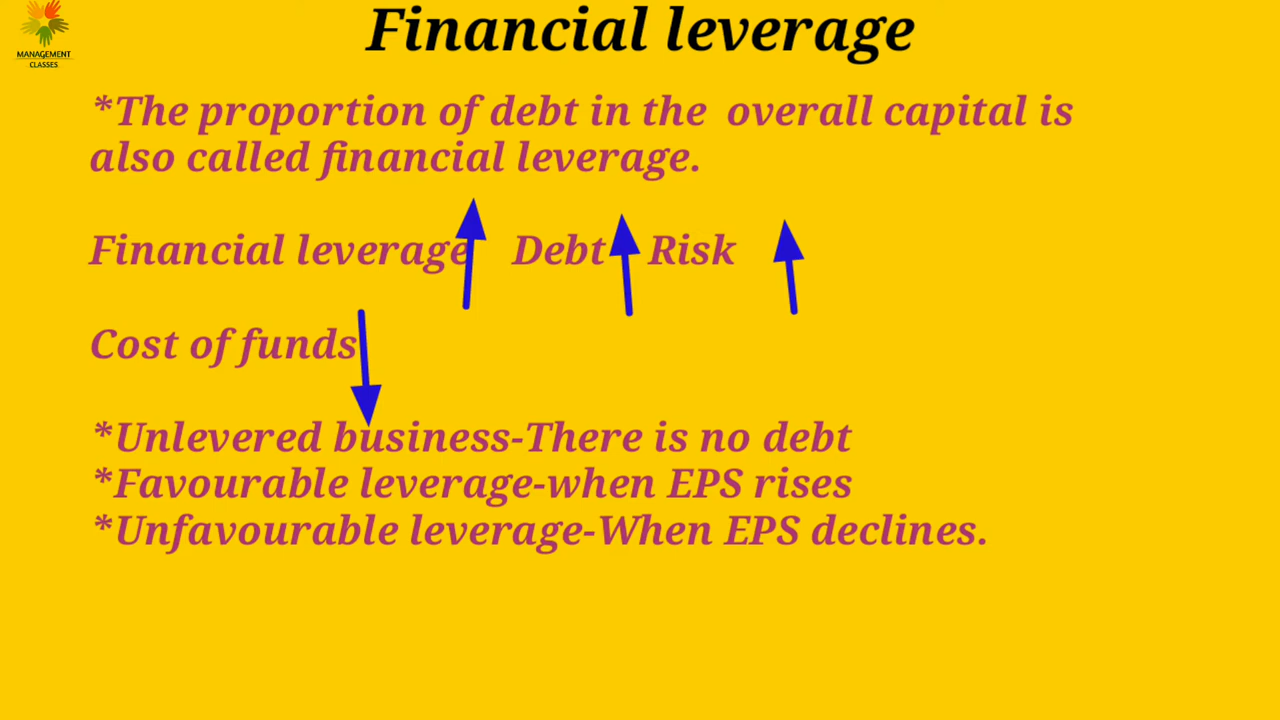 MANAGEMENT
CLASSES
Financial leverage
*The proportion of debt in the overall capital is
also called financial leverage.
Financial leverage Debt Risk
Cost of funds
*Unlevered business-There is no debt
*Favourable leverage-when EPS rises
*Unfavourable leverage-When EPS declines.